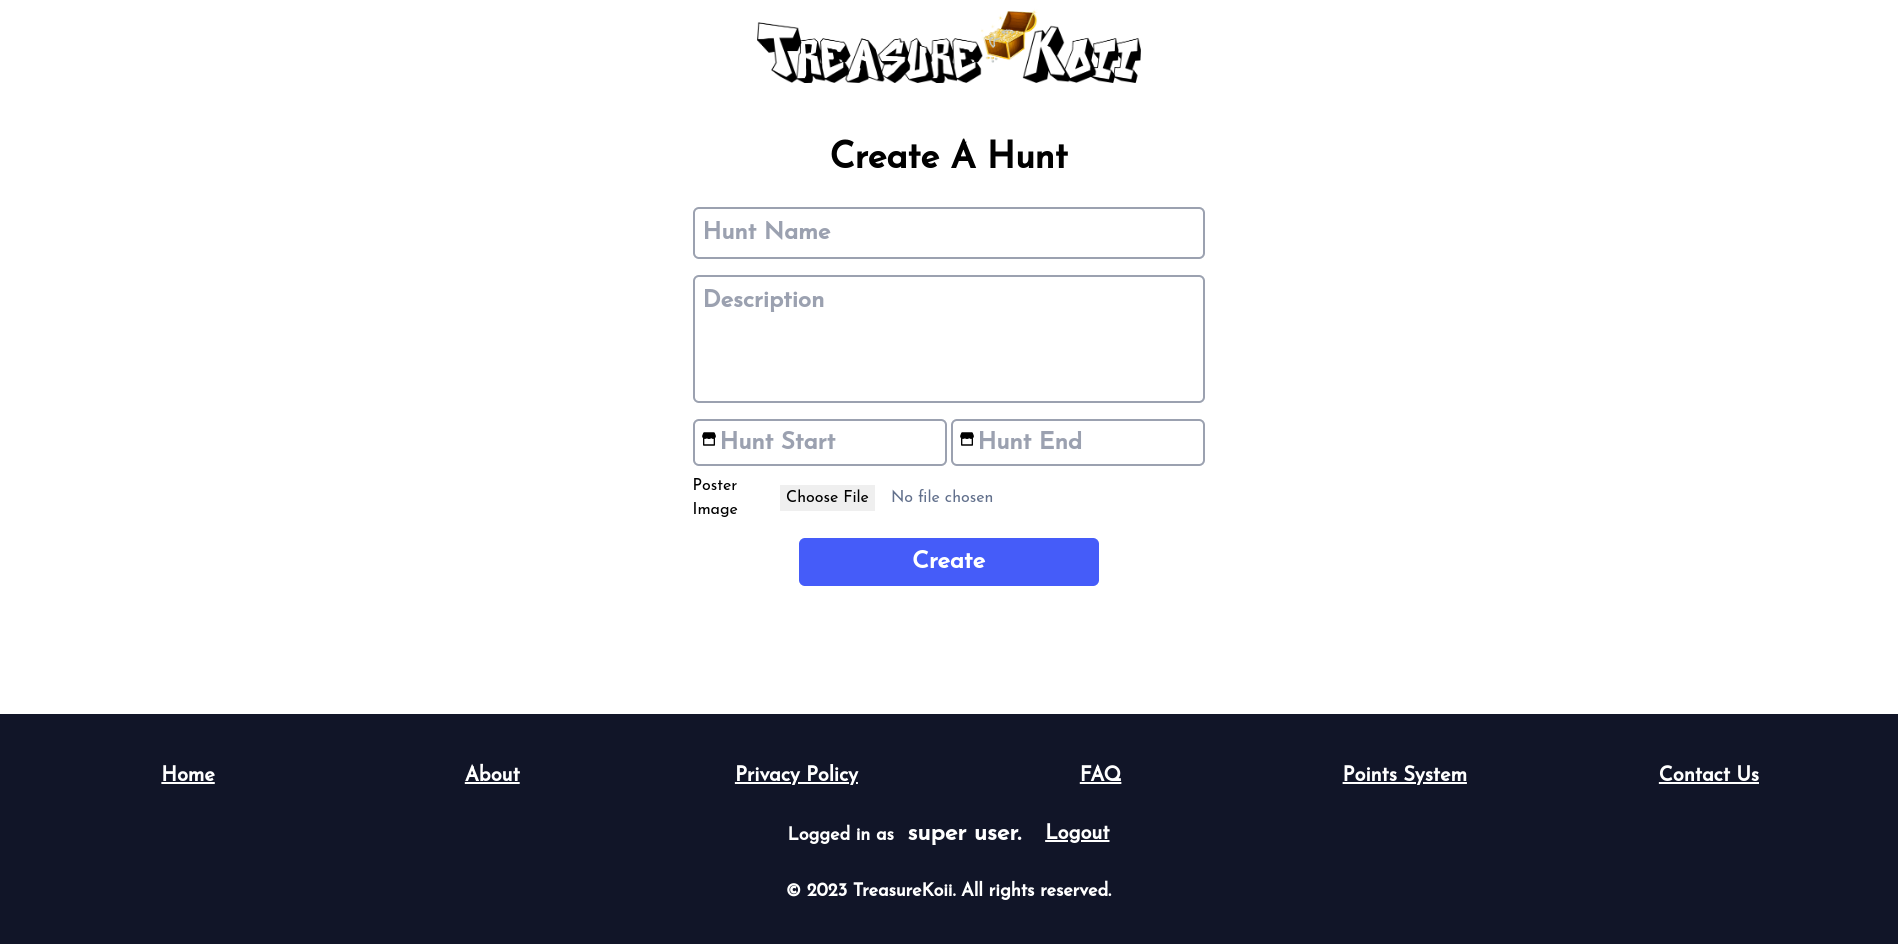 TREASURE KOII
Create A Hunt
Hunt Name
Description
Hunt Start Hunt End
Poster Image
Choose File No file chosen
Create
Home About Privacy Policy FAQ Points System Contact Us
Logged in as super user. Logout
© 2023 TreasureKoii. All rights reserved.